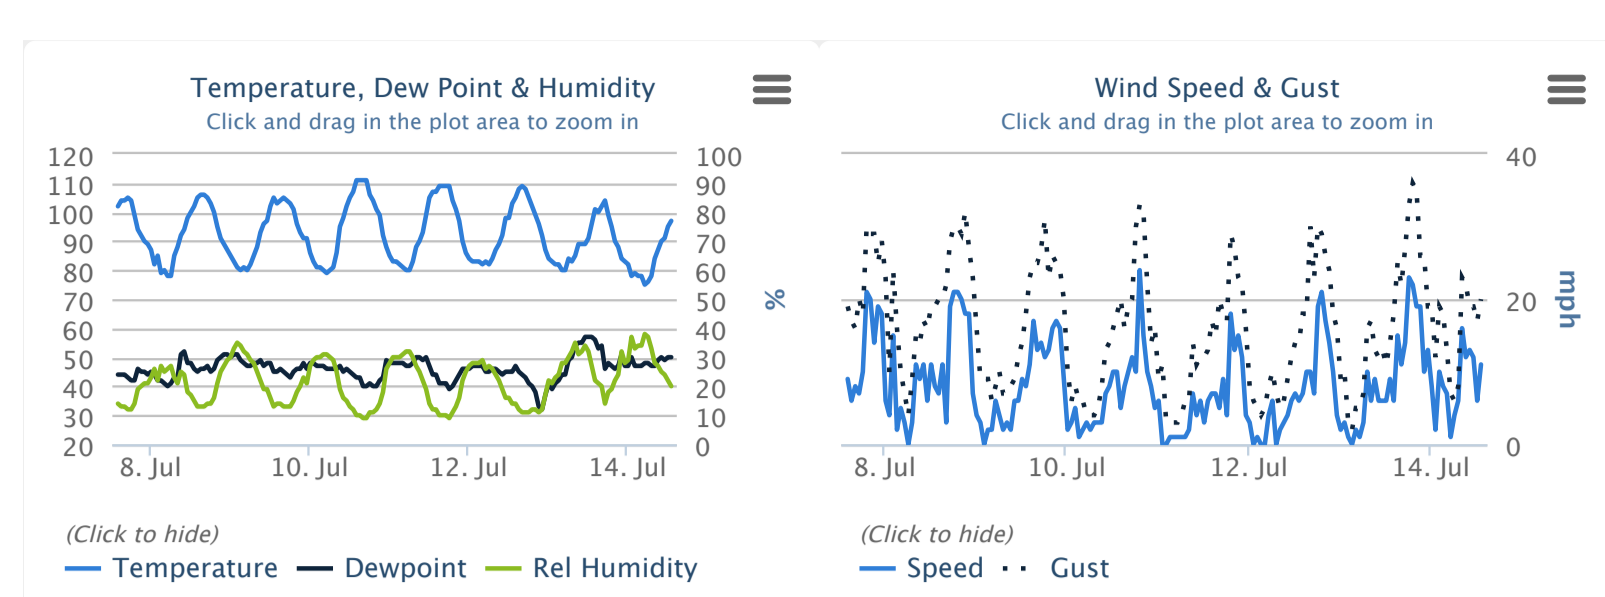 Temperature, Dew Point & Humidity
Click and drag in the plot area to zoom in
120
110
100
90
80
70
60
50
40
30
20
100
90
80
70
60
50
40
30
20
10
0
%
8. Jul
10. Jul
12. Jul
14. Jul
(Click to hide)
Temperature Dewpoint Rel Humidity
Wind Speed & Gust
Click and drag in the plot area to zoom in
40
20
0
mph
8. Jul
10. Jul
12. Jul
14. Jul
(Click to hide)
Speed Gust